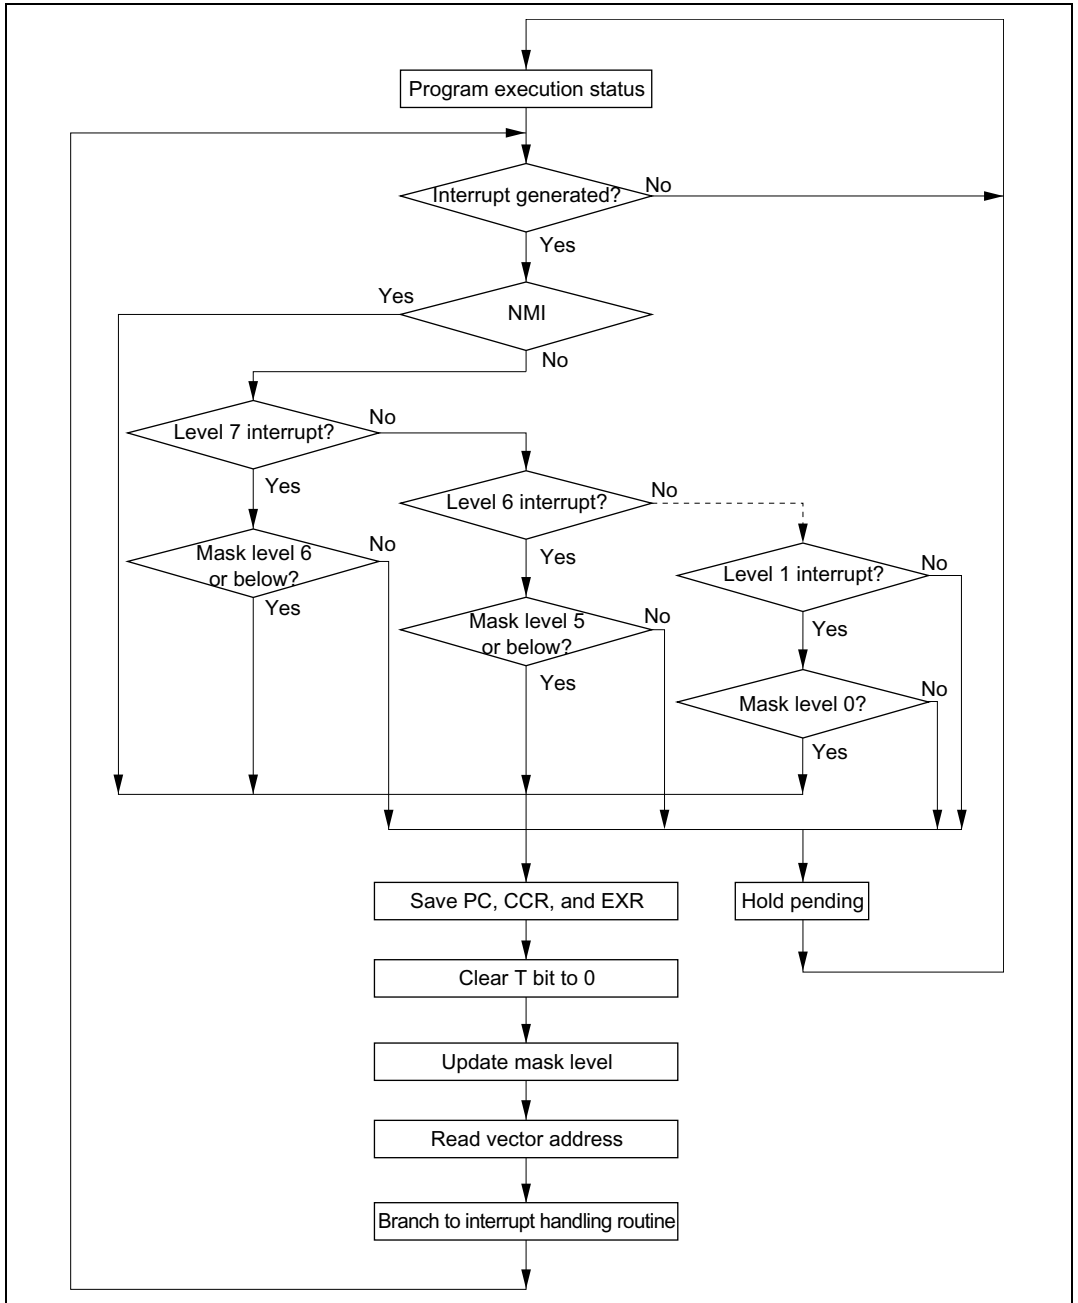 Program execution status
Interrupt generated?
No
Yes
Yes
NMI
No
Level 7 interrupt?
No
Yes
Level 6 interrupt?
No
Yes
Mask level 6
or below?
No
Yes
Level 1 interrupt?
No
Yes
Mask level 5
or below?
No
Yes
Mask level 0?
No
Yes
Save PC, CCR, and EXR
Hold pending
Clear T bit to 0
Update mask level
Read vector address
Branch to interrupt handling routine